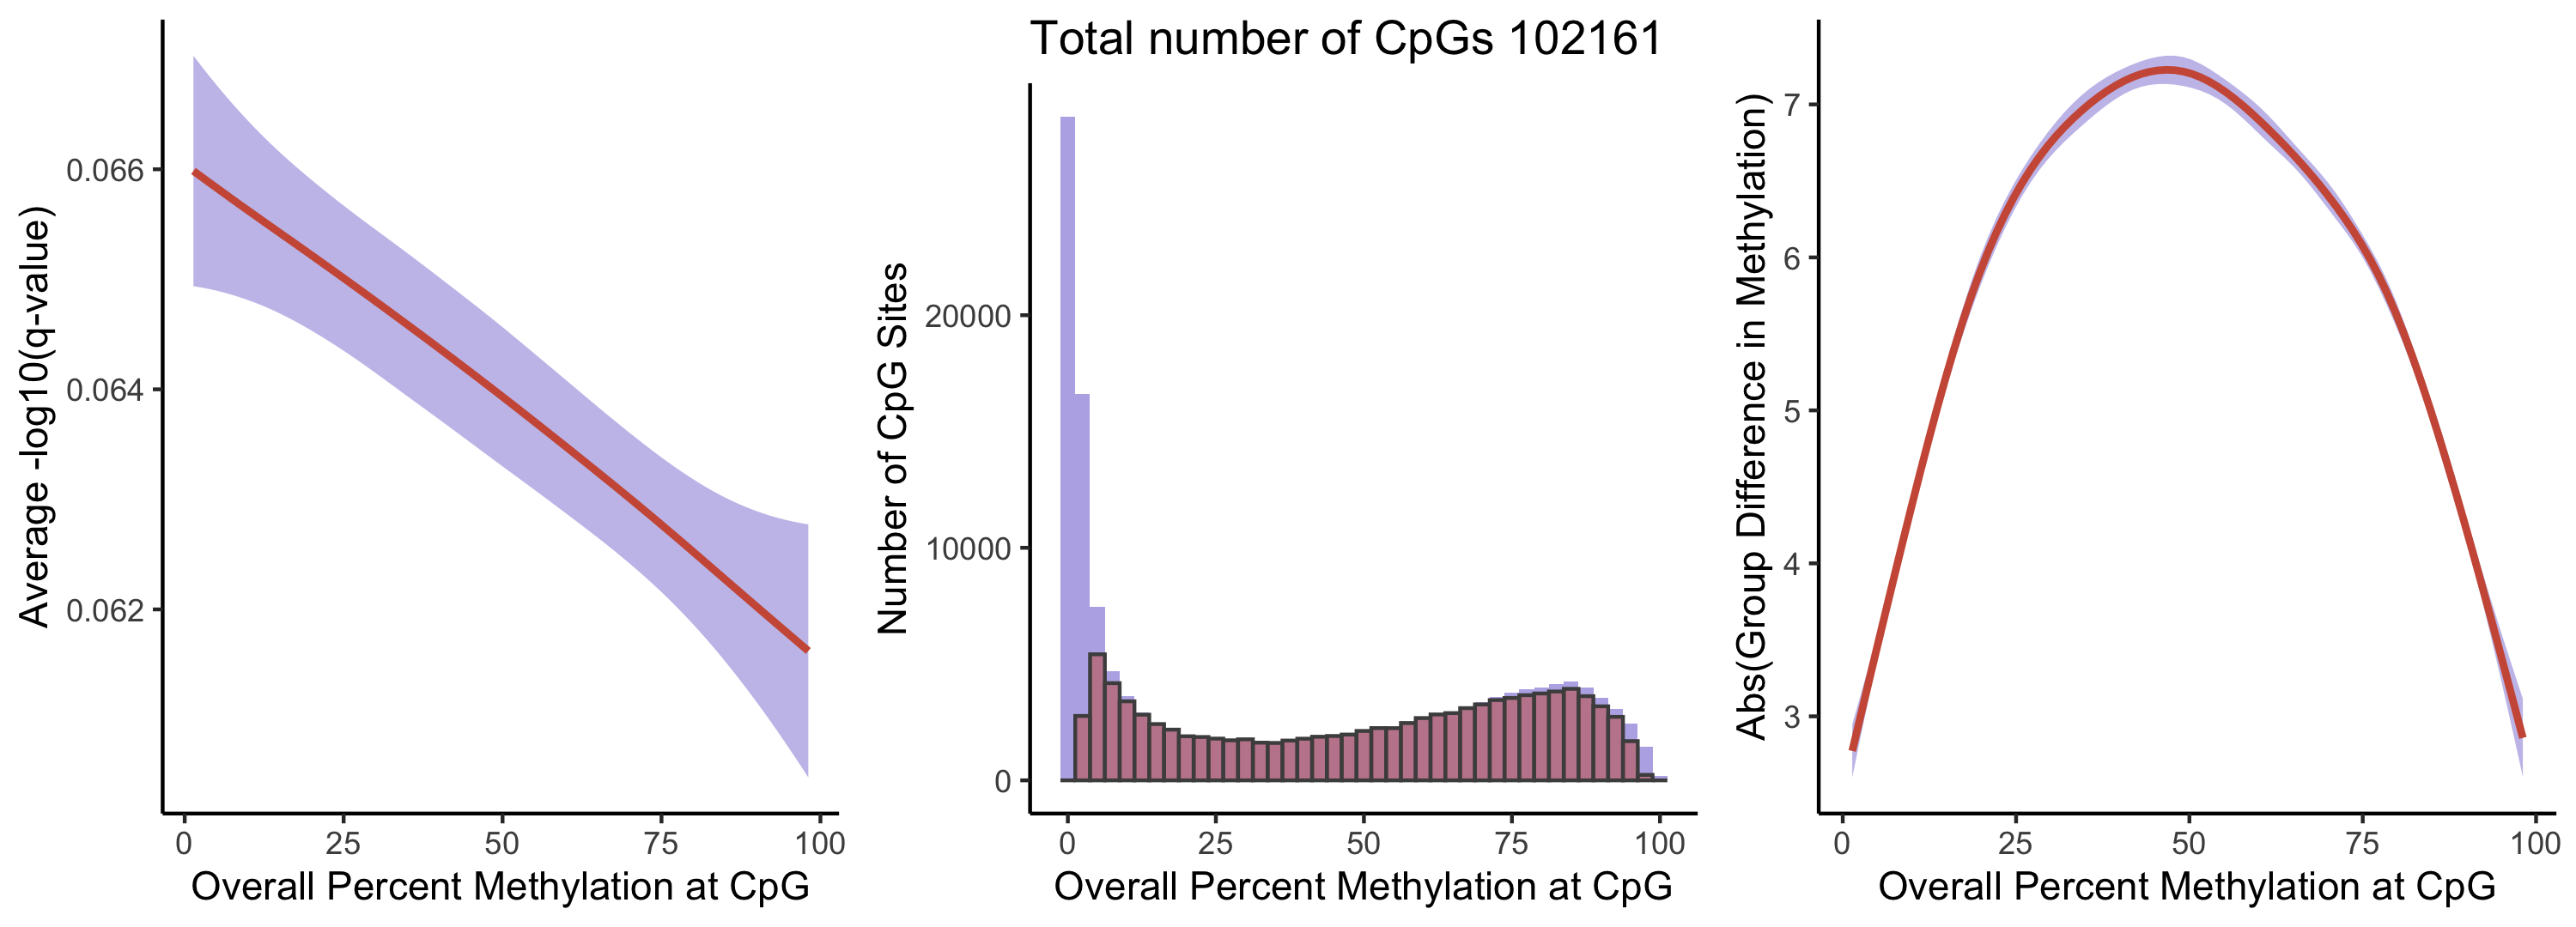 Average -log10(q-value)
0.066
0.064
0.062
0 25 50 75 100
Overall Percent Methylation at CpG
Total number of CpGs 102161
Number of CpG Sites
20000
10000
0
0 25 50 75 100
Overall Percent Methylation at CpG
Abs(Group Difference in Methylation)
7
6
5
4
3
0 25 50 75 100
Overall Percent Methylation at CpG